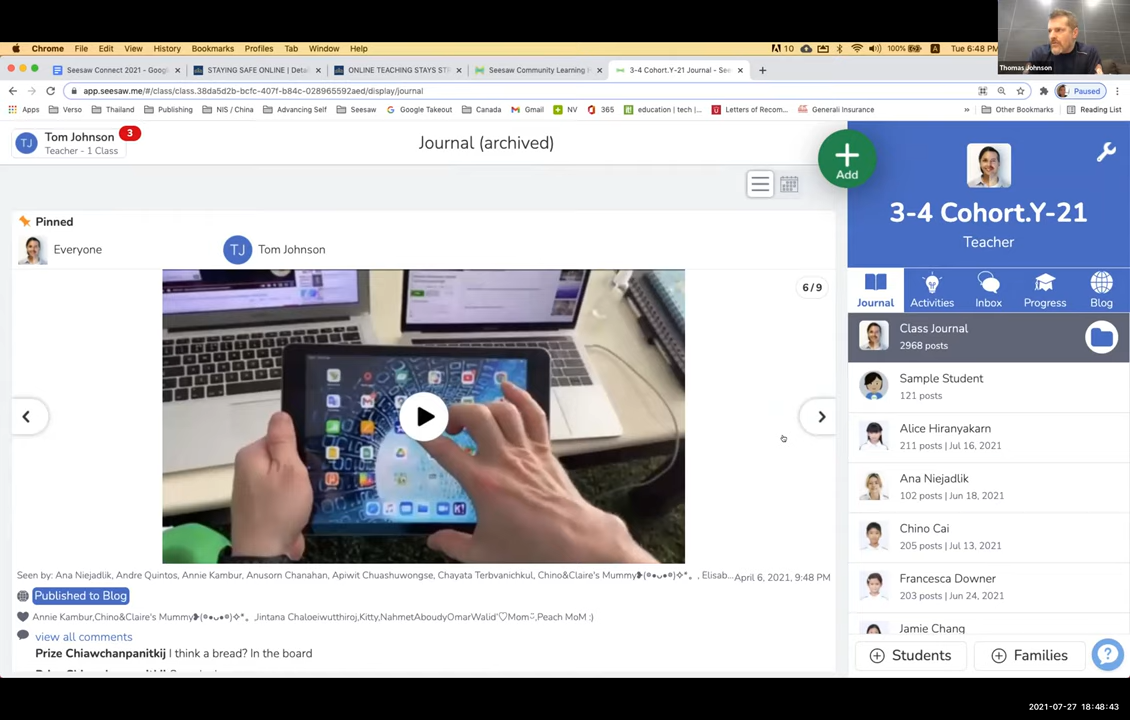 Chrome File Edit View History Bookmarks Profiles Tab Window Help 10 100% A Tue 6:48 PM
Seesaw Connect 2021 - Googl STAYING SAFE ONLINE | Detai ONLINE TEACHING STAYS STR Seesaw Community Learning H 3-4 Cohort.Y-21 Journal - See
app.seesaw.me/#/class/class.38da5d2b-bcfc-407f-b84c-028965592aed/display/journal Paused
Apps Verso Thailand Publishing NIS / China Advancing Self Seesaw Google Takeout Canada Gmail NV 365 education | tech |... Letters of Recom... Generali Insurance » Other Bookmarks Reading List
Thomas Johnson
TJ Tom Johnson 3
Teacher - 1 Class
Journal (archived)
Add
Pinned
Everyone TJ Tom Johnson
6 / 9
Seen by: Ana Niejadlik, Andre Quintos, Annie Kambur, Anusorn Chanahan, Apiwit Chuashuwongse, Chayata Terbvanichkul, Chino&Claire's Mummy , Elisab... April 6, 2021, 9:48 PM
Published to Blog
Annie Kambur,Chino&Claire's Mummy ,Jintana Chaloeiwutthiroj,Kitty,NahmetAboudyOmarWalid'♡Mom ,Peach MoM :)
view all comments
Prize Chiawchanpanitkij I think a bread? In the board
3-4 Cohort.Y-21
Teacher
Journal Activities Inbox Progress Blog
Class Journal
2968 posts
Sample Student
121 posts
Alice Hiranyakarn
211 posts | Jul 16, 2021
Ana Niejadlik
102 posts | Jun 18, 2021
Chino Cai
205 posts | Jul 13, 2021
Francesca Downer
203 posts | Jun 24, 2021
Jamie Chang
Students Families ?
2021-07-27 18:48:43